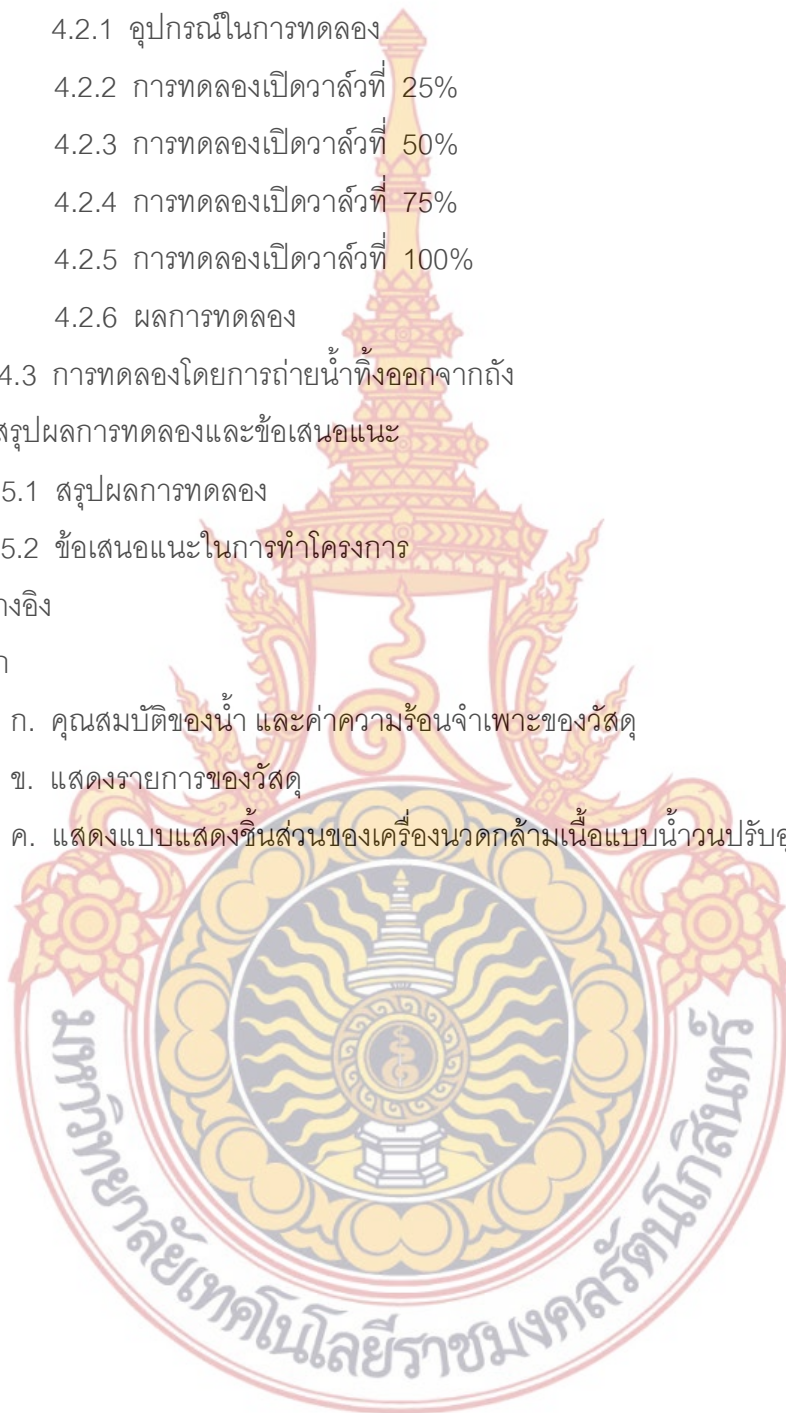 4.2.1 อุปกรณ์ในการทดลอง
4.2.2 การทดลองเปิดวาล์วที่ 25%
4.2.3 การทดลองเปิดวาล์วที่ 50%
4.2.4 การทดลองเปิดวาล์วที่ 75%
4.2.5 การทดลองเปิดวาล์วที่ 100%
4.2.6 ผลการทดลอง
4.3 การทดลองโดยการถ่ายน้ำทิ้งออกจากถัง
สรุปผลการทดลองและข้อเสนอแนะ
5.1 สรุปผลการทดลอง
5.2 ข้อเสนอแนะในการทำโครงการ
างอิง
ก
ก. คุณสมบัติของน้ำ และค่าความร้อนจำเพาะของวัสดุ
ข. แสดงรายการของวัสดุ
ค. แสดงแบบแสดงชิ้นส่วนของเครื่องนวดกล้ามเนื้อแบบน้ำวนปรับอุ
มหาวิทยาลัยเทคโนโลยีราชมงคลรัตนโกสินทร์